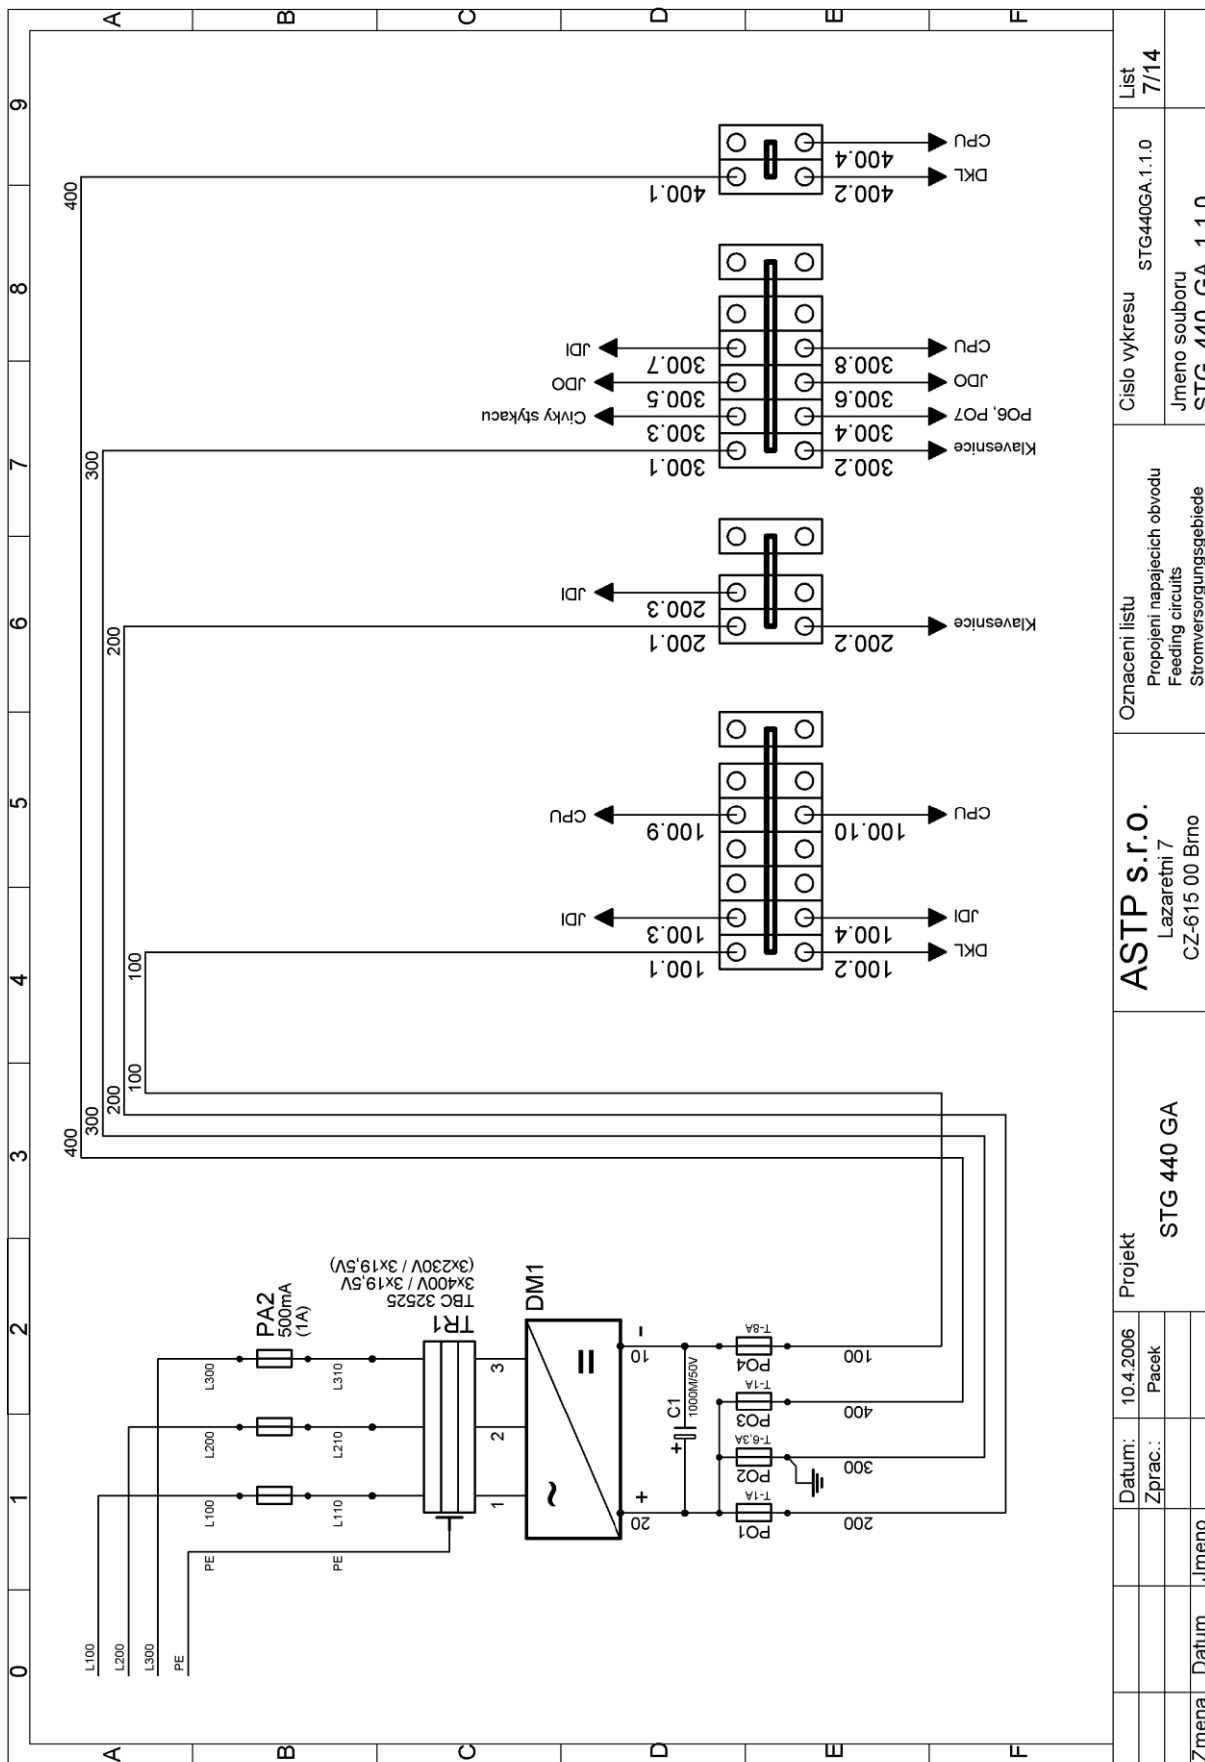 0 1 2 3 4 5 6 7 8 9
A
B
C
D
E
F
A
B
C
D
E
F
L100
L200
L300
PE
L100
L200
L300
PE
L110
L210
L310
PE
PA2
500mA
(1A)
TR1
TBC 32525
3x400V / 3x19,5V
(3x230V / 3x19,5V)
1
2
3
DM1
~
=
+
-
20
10
C1
1000M/50V
+
PO1
T-1A
PO2
T-6,3A
PO3
T-1A
PO4
T-8A
200
300
400
100
400
300
200
100
100
200
300
400
100.1
100.3
100.9
JDI
CPU
100.2
100.4
100.10
DKL
JDI
CPU
200.1
200.3
JDI
200.2
Klavesnice
300.1
300.3
300.5
300.7
Civky stykacu
JDO
JDI
300.2
300.4
300.6
300.8
Klavesnice
PO6, PO7
JDO
CPU
400.1
400.2
400.4
DKL
CPU
Zmena
Datum
Jmeno
Datum:
10.4.2006
Zprac.:
Pacek
Projekt
STG 440 GA
ASTP s.r.o.
Lazaretni 7
CZ-615 00 Brno
Oznaceni listu
Propojeni napajecich obvodu
Feeding circuits
Stromversorgungsgebiede
Cislo vykresu
STG440GA.1.1.0
Jmeno souboru
List
7/14